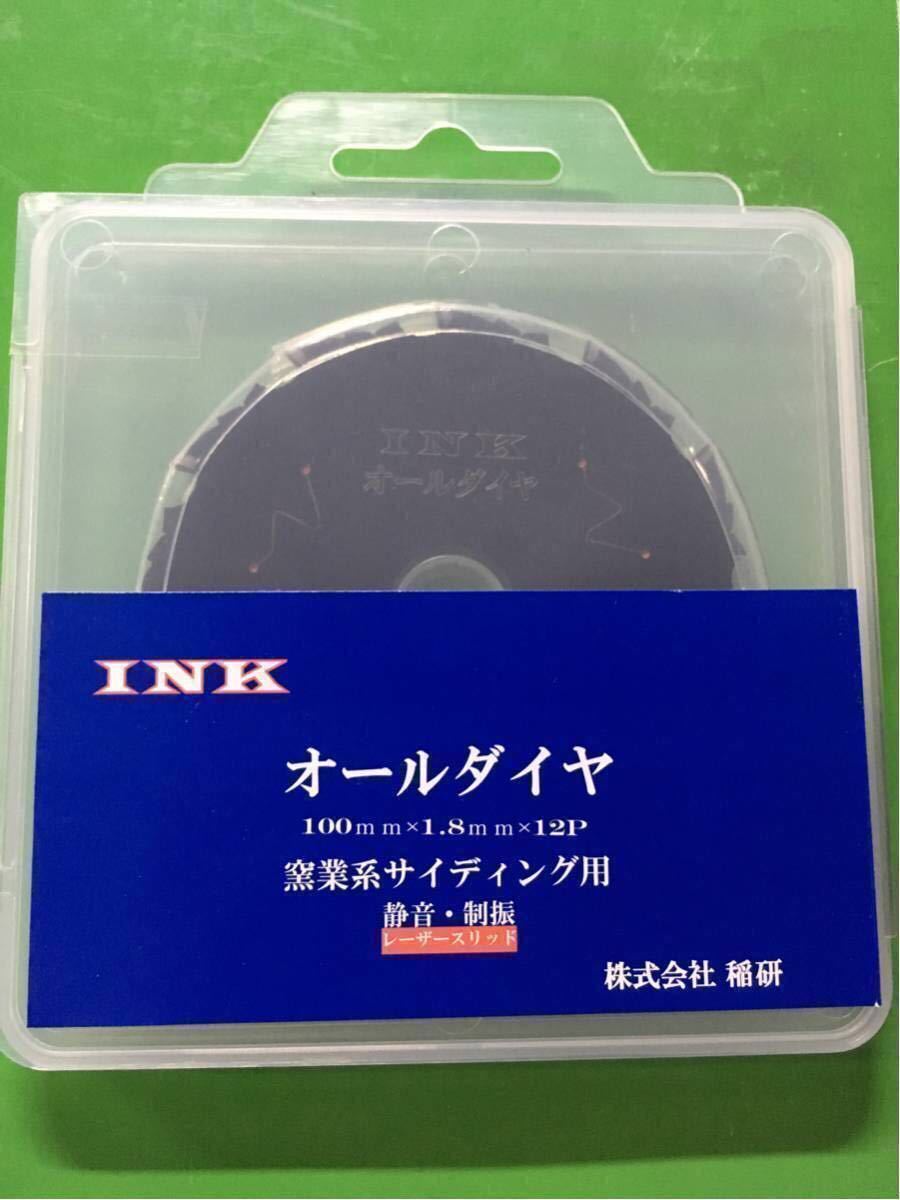 INK
オールダイヤ
INK
オールダイヤ
100mm×1.8mm×12P
窯業系サイディング用
静音・制振
レーザースリッド
株式会社 稲研